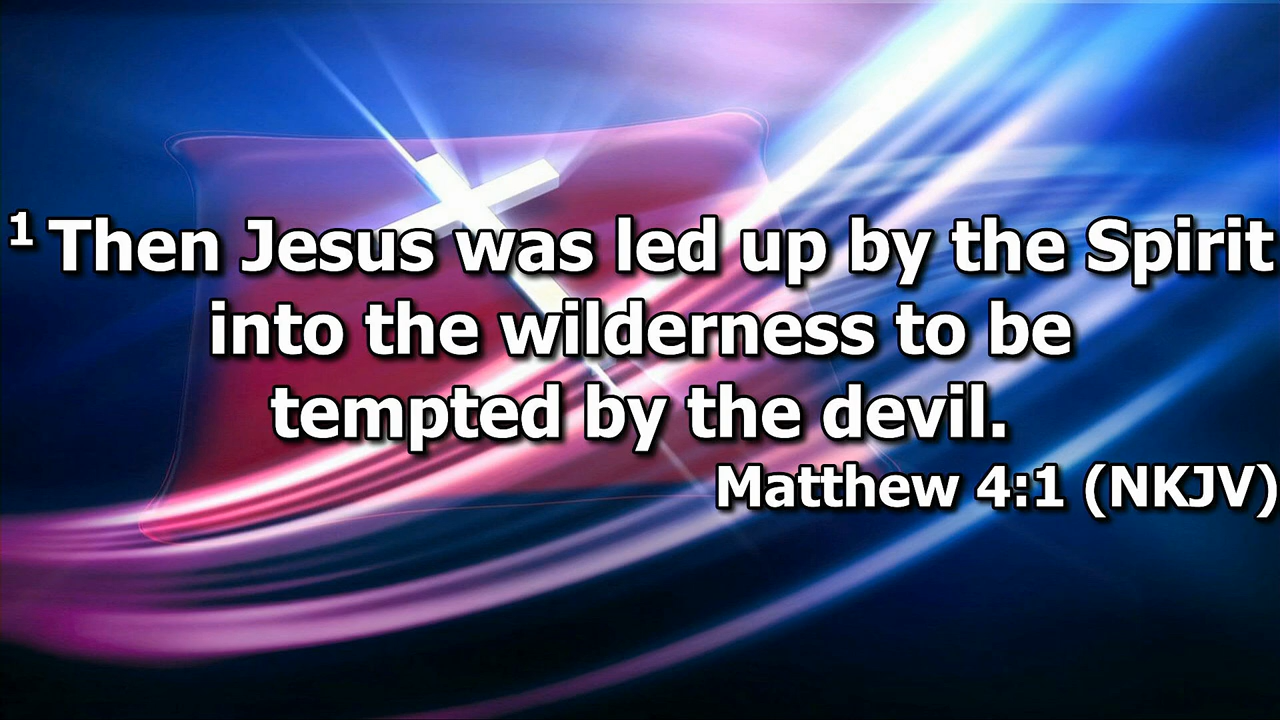 1 Then Jesus was led up by the Spirit
into the wilderness to be
tempted by the devil.
Matthew 4:1 (NKJV)